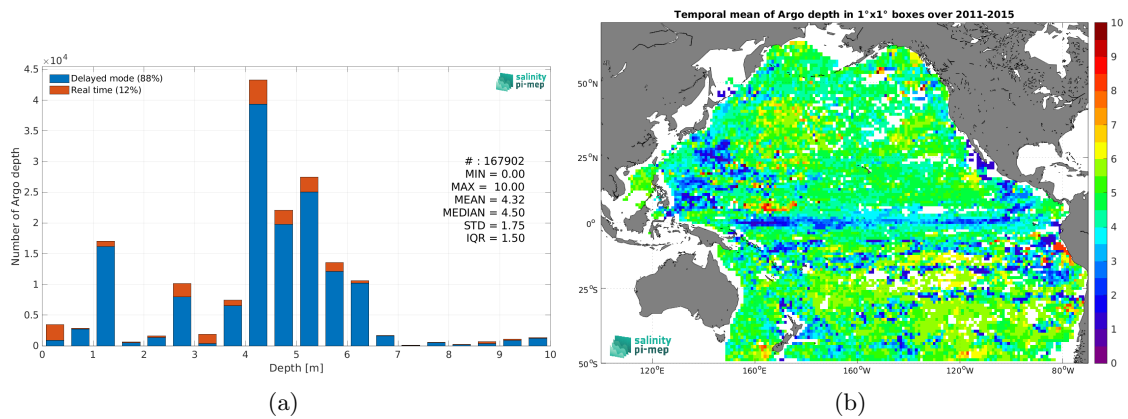 ×10⁴
4.5
4
3.5
3
2.5
2
1.5
1
0.5
0
Number of Argo depth
Delayed mode (88%)
Real time (12%)
salinity
pi-mep
# : 167902
MIN = 0.00
MAX = 10.00
MEAN = 4.32
MEDIAN = 4.50
STD = 1.75
IQR = 1.50
0 1 2 3 4 5 6 7 8 9 10
Depth [m]
(a)
Temporal mean of Argo depth in 1°x1° boxes over 2011-2015
50°N
25°N
0°
25°S
50°S
120°E 160°E 160°W 120°W 80°W
salinity
pi-mep
10
9
8
7
6
5
4
3
2
1
0
(b)